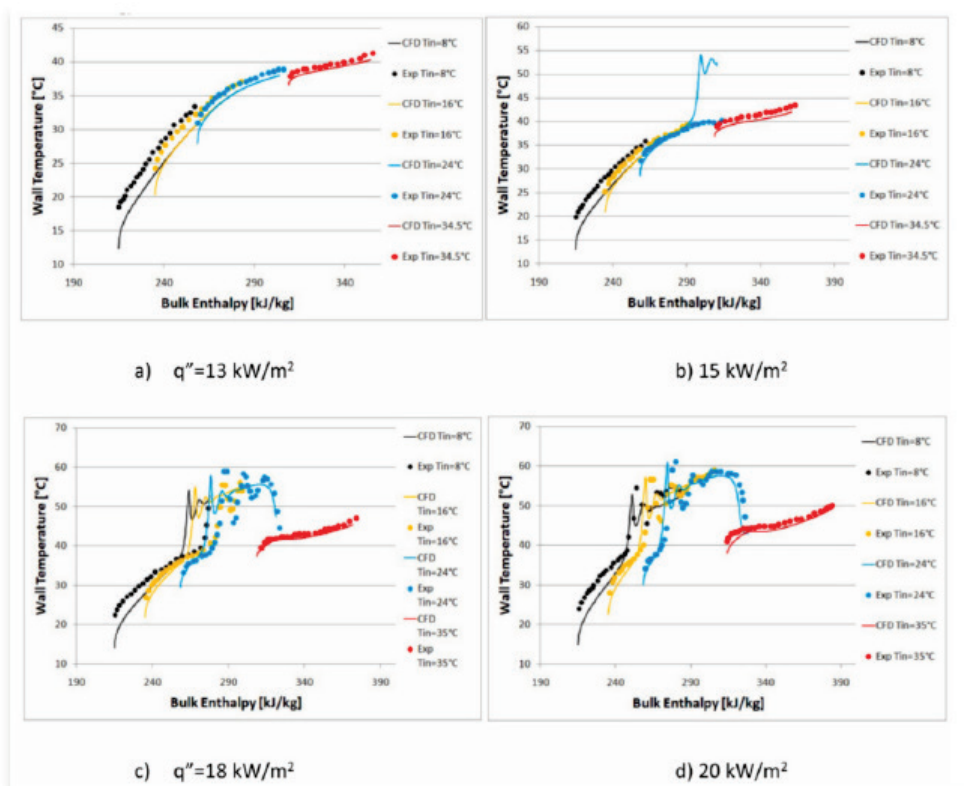 45
40
35
30
25
20
15
10
190
240
290
340
Wall Temperature [°C]
Bulk Enthalpy [kJ/kg]
CFD Tin=8°C
Exp Tin=8°C
CFD Tin=16°C
Exp Tin=16°C
CFD Tin=24°C
Exp Tin=24°C
CFD Tin=34.5°C
Exp Tin=34.5°C
60
55
50
45
40
35
30
25
20
15
10
190
240
290
340
390
Wall Temperature [°C]
Bulk Enthalpy [kJ/kg]
CFD Tin=8°C
Exp Tin=8°C
CFD Tin=16°C
Exp Tin=16°C
CFD Tin=24°C
Exp Tin=24°C
CFD Tin=34.5°C
Exp Tin=34.5°C
a) q″=13 kW/m²
b) 15 kW/m²
70
60
50
40
30
20
10
190
240
290
340
390
Wall Temperature [°C]
Bulk Enthalpy [kJ/kg]
CFD Tin=8°C
Exp Tin=8°C
CFD
Tin=16°C
Exp
Tin=16°C
CFD
Tin=24°C
Exp
Tin=24°C
CFD
Tin=35°C
Exp
Tin=35°C
70
60
50
40
30
20
10
190
240
290
340
390
Wall Temperature [°C]
Bulk Enthalpy [kJ/kg]
CFD Tin=8°C
Exp Tin=8°C
CFD Tin=16°C
Exp Tin=16°C
CFD Tin=24°C
Exp Tin=24°C
CFD Tin=35°C
Exp Tin=35°C
c) q″=18 kW/m²
d) 20 kW/m²